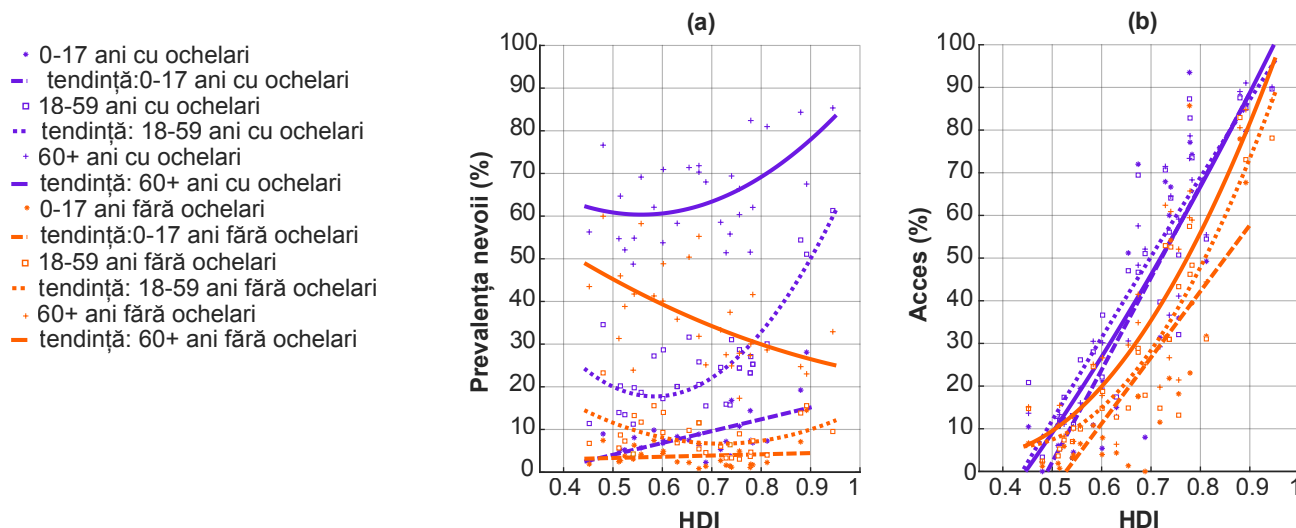 0-17 ani cu ochelari
tendință:0-17 ani cu ochelari
18-59 ani cu ochelari
tendință: 18-59 ani cu ochelari
60+ ani cu ochelari
tendință: 60+ ani cu ochelari
0-17 ani fără ochelari
tendință:0-17 ani fără ochelari
18-59 ani fără ochelari
tendință: 18-59 ani fără ochelari
60+ ani fără ochelari
tendință: 60+ ani fără ochelari
(a)
Prevalența nevoii (%)
100
90
80
70
60
50
40
30
20
10
0
0.4 0.5 0.6 0.7 0.8 0.9 1
HDI
(b)
Acces (%)
100
90
80
70
60
50
40
30
20
10
0
0.4 0.5 0.6 0.7 0.8 0.9 1
HDI